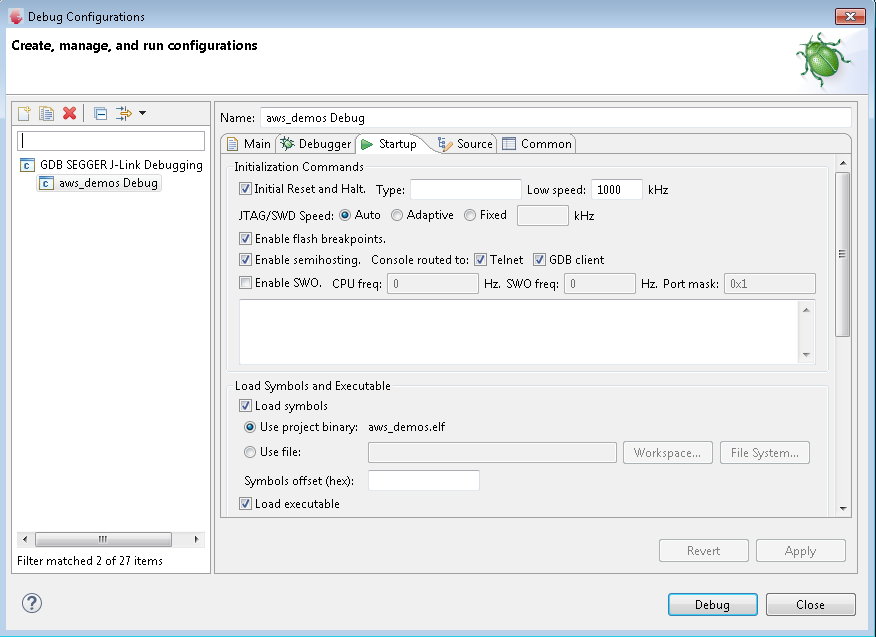 Debug Configurations
Create, manage, and run configurations
Name: aws_demos Debug
Main Debugger Startup Source Common
GDB SEGGER J-Link Debugging
aws_demos Debug
Filter matched 2 of 27 items
Initialization Commands
Initial Reset and Halt. Type: Low speed: 1000 kHz
JTAG/SWD Speed: Auto Adaptive Fixed kHz
Enable flash breakpoints.
Enable semihosting. Console routed to: Telnet GDB client
Enable SWO. CPU freq: 0 Hz. SWO freq: 0 Hz. Port mask: 0x1
Load Symbols and Executable
Load symbols
Use project binary: aws_demos.elf
Use file: Workspace... File System...
Symbols offset (hex):
Load executable
Revert Apply
? Debug Close